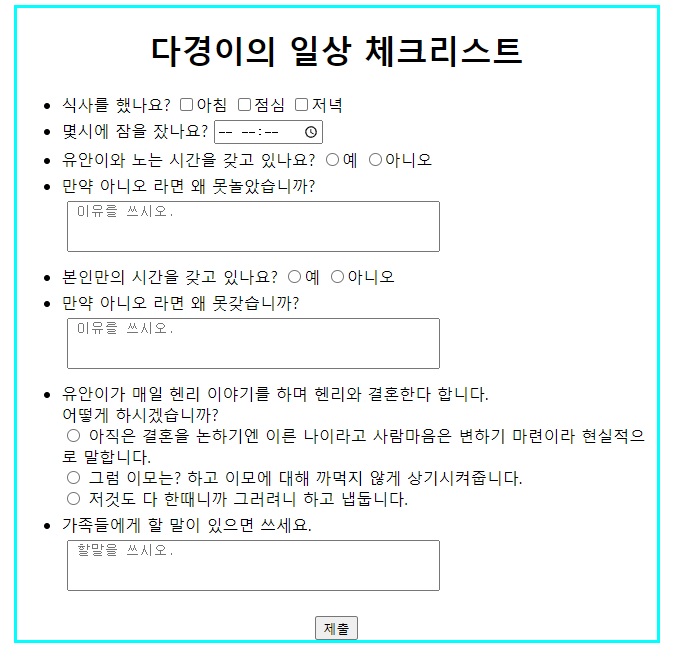 다경이의 일상 체크리스트
식사를 했나요? 아침 점심 저녁
몇시에 잠을 잤나요? -- --:--
유안이와 노는 시간을 갖고 있나요? 예 아니오
만약 아니오 라면 왜 못놀았습니까?
이유를 쓰시오.
본인만의 시간을 갖고 있나요? 예 아니오
만약 아니오 라면 왜 못갖습니까?
이유를 쓰시오.
유안이가 매일 헨리 이야기를 하며 헨리와 결혼한다 합니다.
어떻게 하시겠습니까?
아직은 결혼을 논하기엔 이른 나이라고 사람마음은 변하기 마련이라 현실적으
로 말합니다.
그럼 이모는? 하고 이모에 대해 까먹지 않게 상기시켜줍니다.
저것도 다 한때니까 그러려니 하고 냅둡니다.
가족들에게 할 말이 있으면 쓰세요.
할말을 쓰시오.
제출